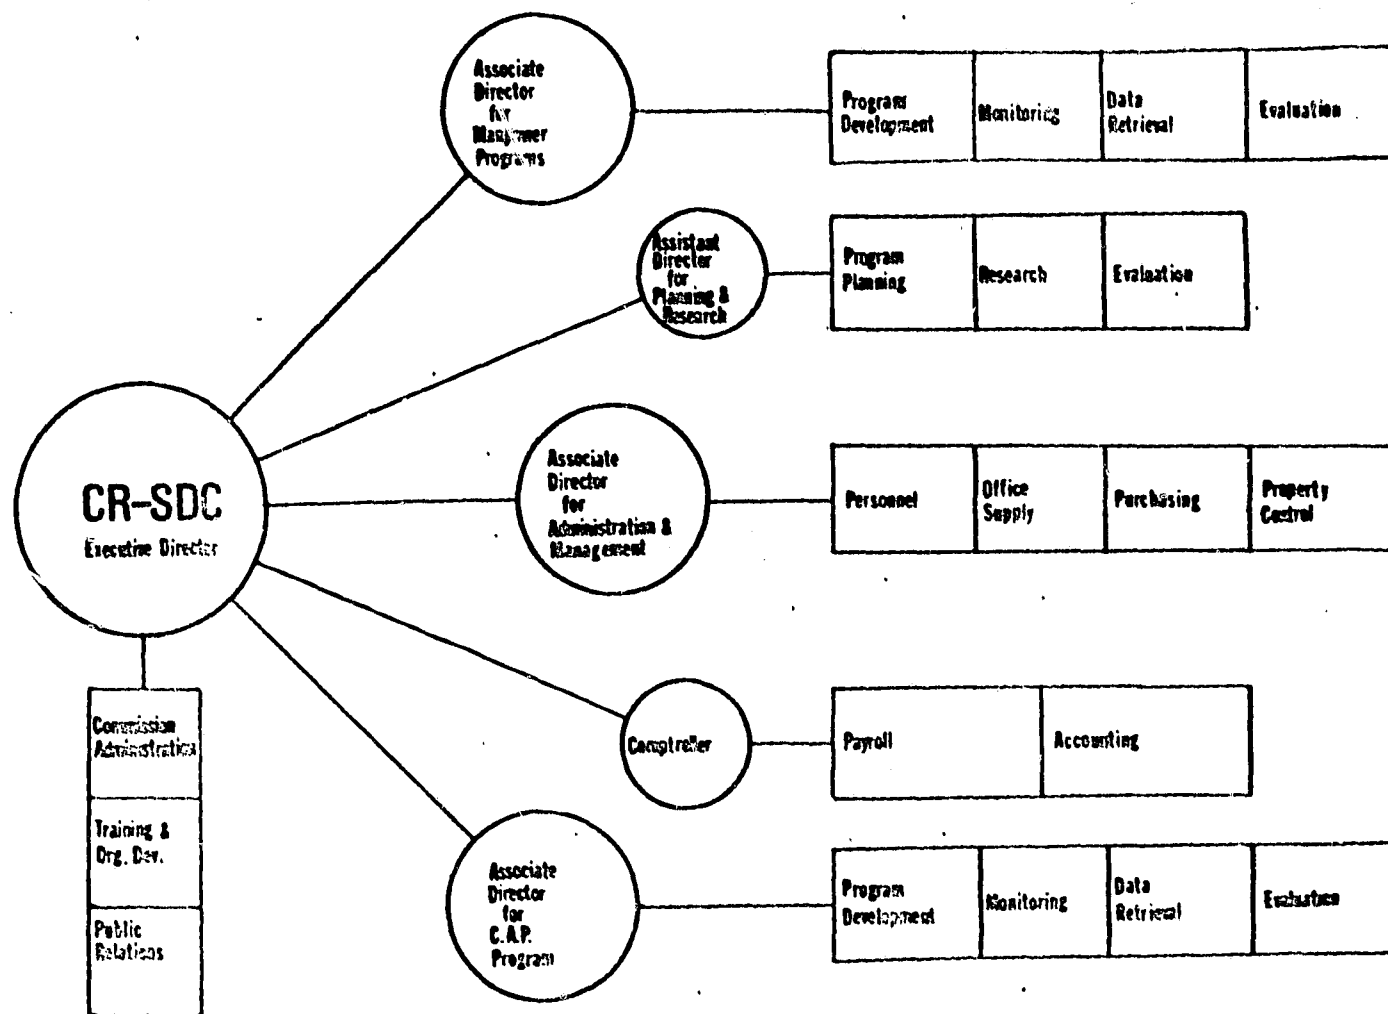 Associate
Director
for
Manpower
Programs
Program
Development
Monitoring
Data
Retrieval
Evaluation
Assistant
Director
for
Planning &
Research
Program
Planning
Research
Evaluation
CR-SDC
Executive Director
Associate
Director
for
Administration &
Management
Personnel
Office
Supply
Purchasing
Property
Control
Comptroller
Payroll
Accounting
Associate
Director
for
C.A.P.
Program
Program
Development
Monitoring
Data
Retrieval
Evaluation
Commission
Administration
Training &
Org. Dev.
Public
Relations